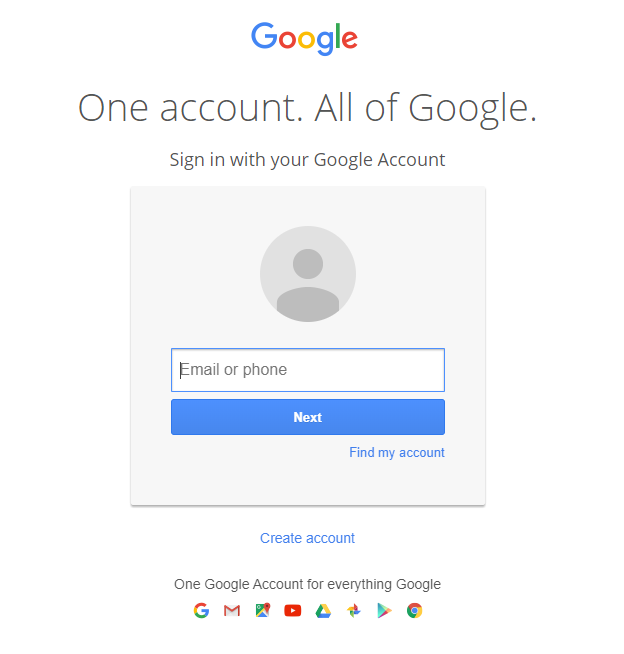 Google
One account. All of Google.
Sign in with your Google Account
Email or phone
Next
Find my account
Create account
One Google Account for everything Google